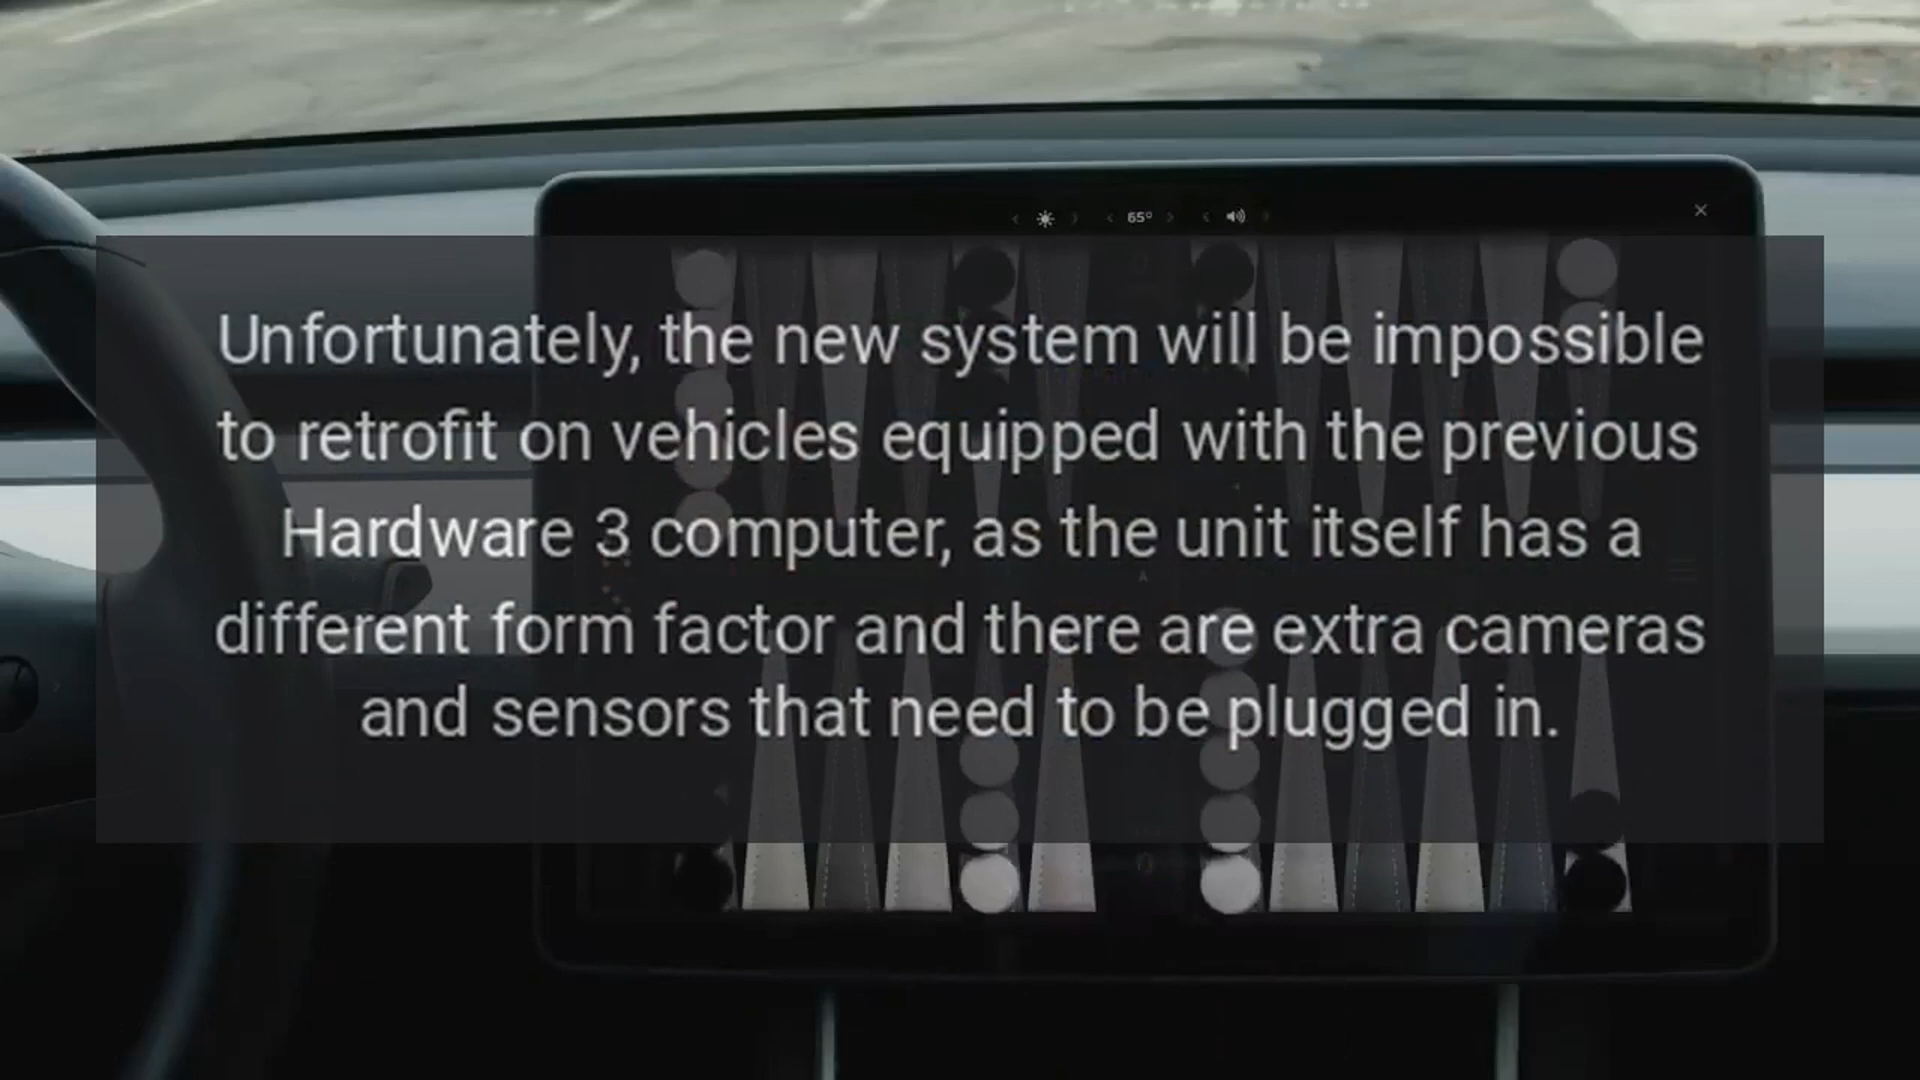 65°
Unfortunately, the new system will be impossible
to retrofit on vehicles equipped with the previous
Hardware 3 computer, as the unit itself has a
different form factor and there are extra cameras
and sensors that need to be plugged in.